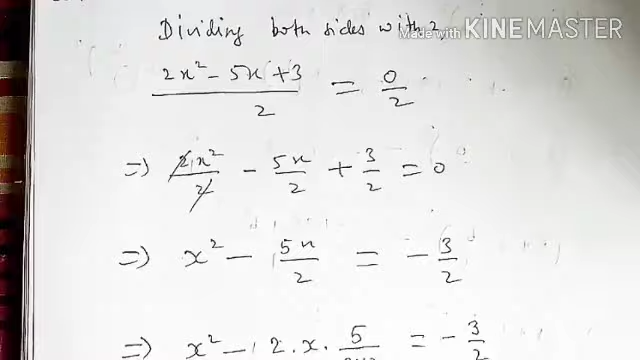 Dividing both sides with 2
Made with KINEMASTER
(2x² - 5x + 3)/2 = 0/2
=) 2x²/2 - 5x/2 + 3/2 = 0
=) x² - 5x/2 = - 3/2
=) x² - 2.x. 5/ = - 3/2